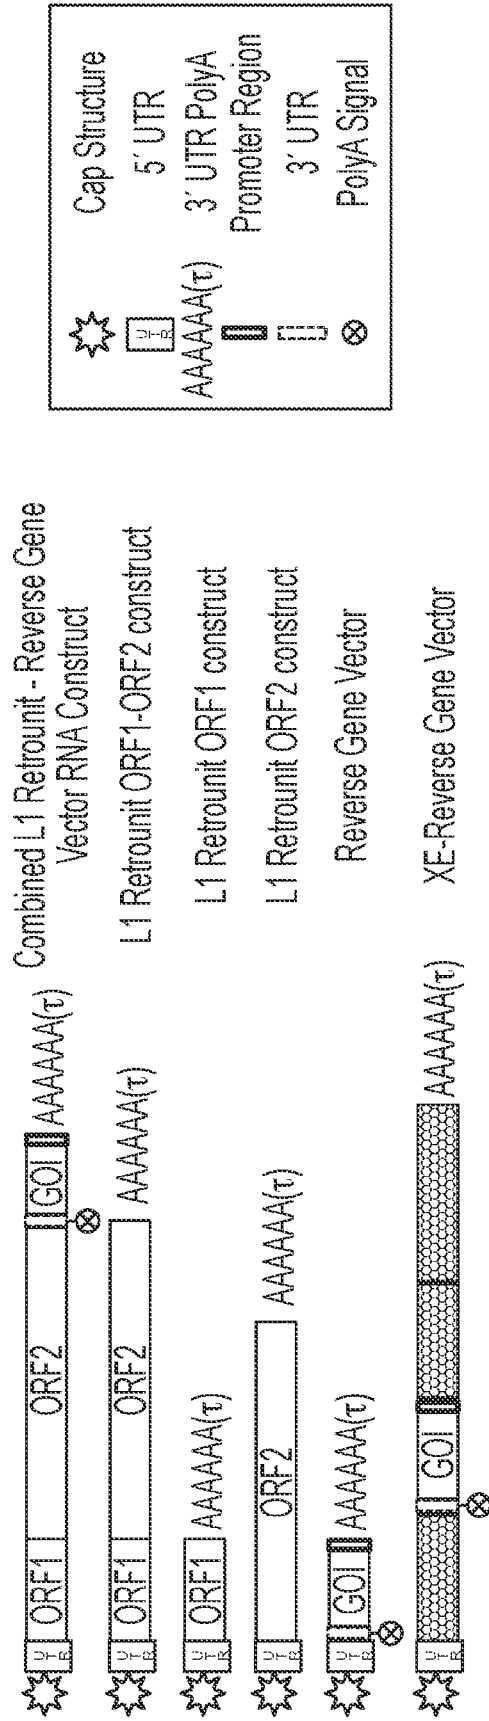 Combined L1 Retrounit - Reverse Gene
Vector RNA Construct
UTR
ORF1
ORF2
GOI
AAAAAA(τ)
L1 Retrounit ORF1-ORF2 construct
UTR
ORF1
ORF2
AAAAAA(τ)
L1 Retrounit ORF1 construct
UTR
ORF1
AAAAAA(τ)
L1 Retrounit ORF2 construct
UTR
ORF2
AAAAAA(τ)
Reverse Gene Vector
UTR
GOI
AAAAAA(τ)
XE-Reverse Gene Vector
UTR
GOI
AAAAAA(τ)
Cap Structure
UTR
5´ UTR
AAAAAA(τ)
3´ UTR PolyA
Promoter Region
3´ UTR
PolyA Signal